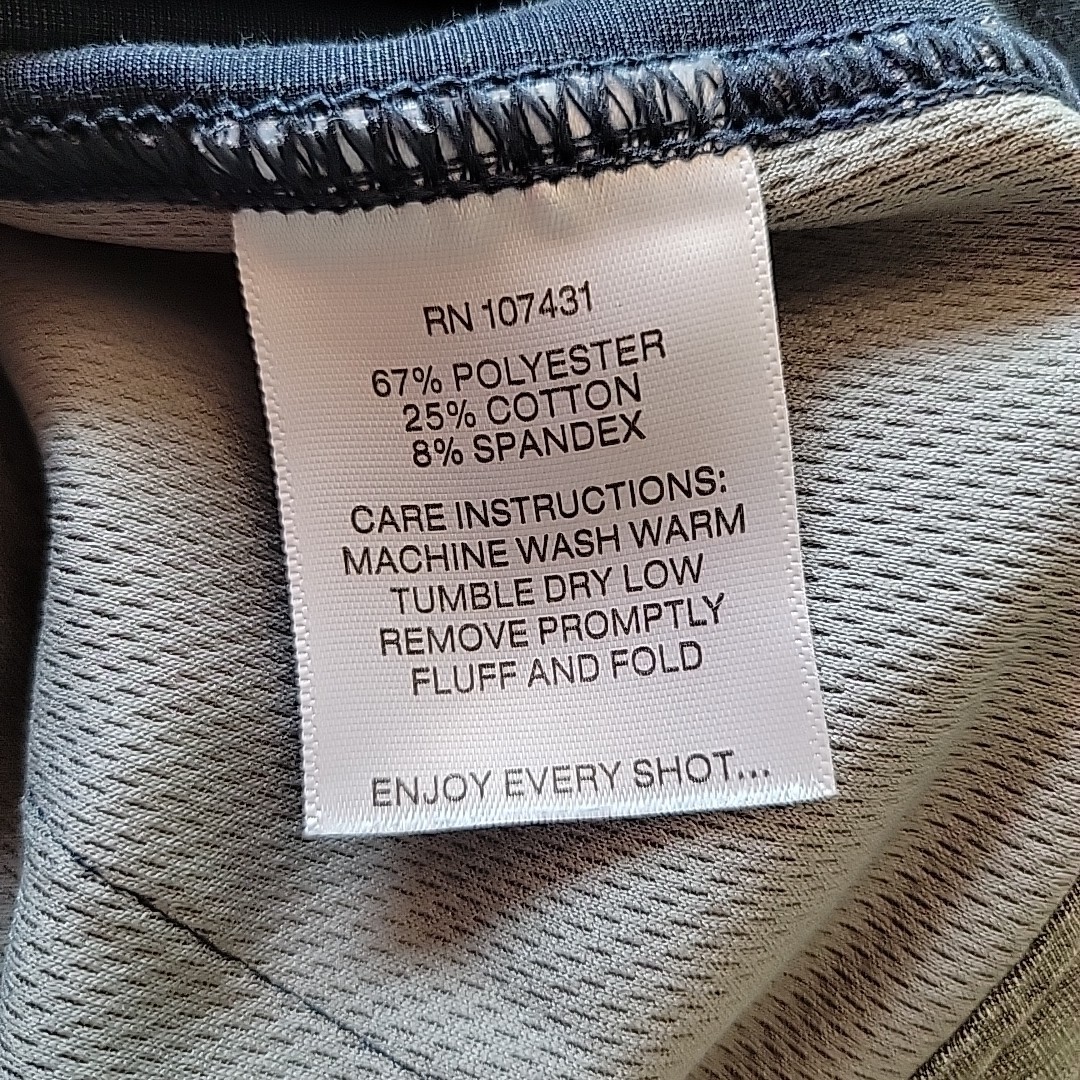 RN 107431
67% POLYESTER
25% COTTON
8% SPANDEX
CARE INSTRUCTIONS:
MACHINE WASH WARM
TUMBLE DRY LOW
REMOVE PROMPTLY
FLUFF AND FOLD
ENJOY EVERY SHOT...